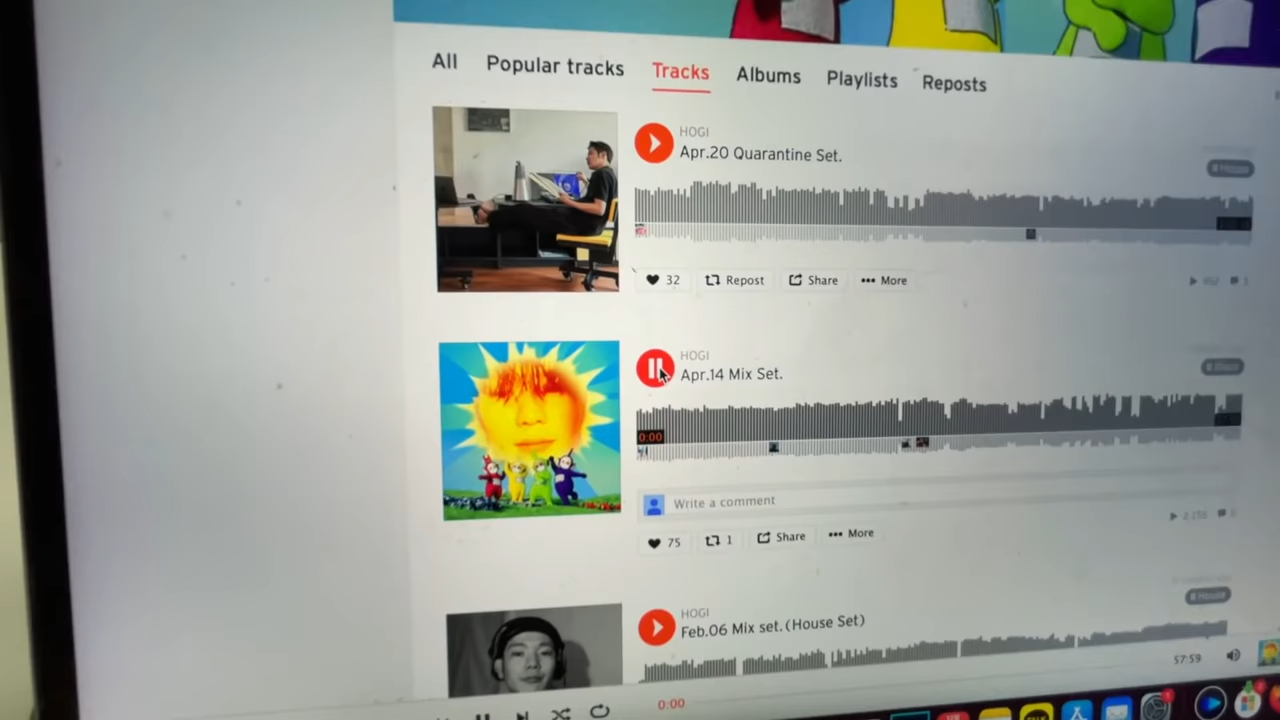 All Popular tracks Tracks Albums Playlists Reposts
HOGI
Apr.20 Quarantine Set.
# House
32 Repost Share More
HOGI
Apr.14 Mix Set.
0:00
Write a comment
75 1 Share More
HOGI
Feb.06 Mix set.(House Set)
# House
57:59
0:00